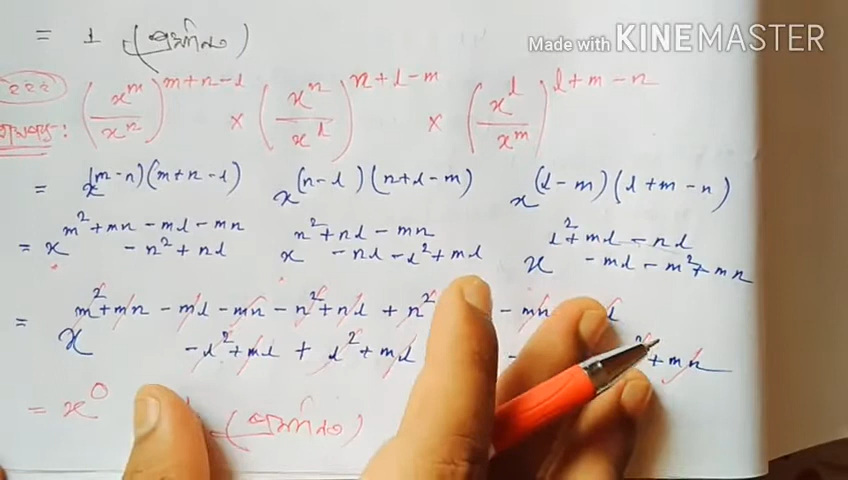 = 1 (প্রমাণিত)
Made with KINEMASTER
২২২
(x^m/x^n)^{m+n-l} × (x^n/x^l)^{n+l-m} × (x^l/x^m)^{l+m-n}
= x^{(m-n)(m+n-l)} x^{(n-l)(n+l-m)} x^{(l-m)(l+m-n)}
= x^{m²+mn-ml-mn-n²+nl} x^{n²+nl-mn-nl-l²+ml} x^{l²+ml-nl-ml-m²+mn}
= x^{m²+mn-ml-mn-n²+nl+n² -mn l
-l²+ml+l²+ml - ²+mn}
= x^0 (প্রমাণিত)